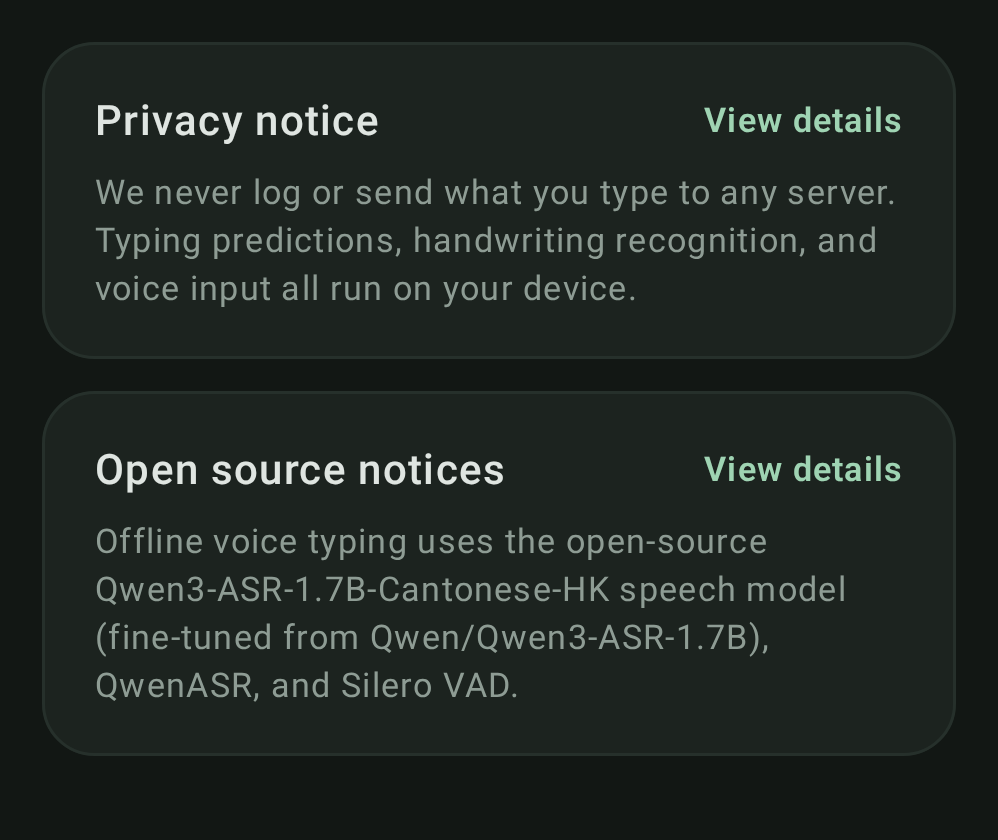 Privacy notice
View details
We never log or send what you type to any server.
Typing predictions, handwriting recognition, and
voice input all run on your device.
Open source notices
View details
Offline voice typing uses the open-source
Qwen3-ASR-1.7B-Cantonese-HK speech model
(fine-tuned from Qwen/Qwen3-ASR-1.7B),
QwenASR, and Silero VAD.